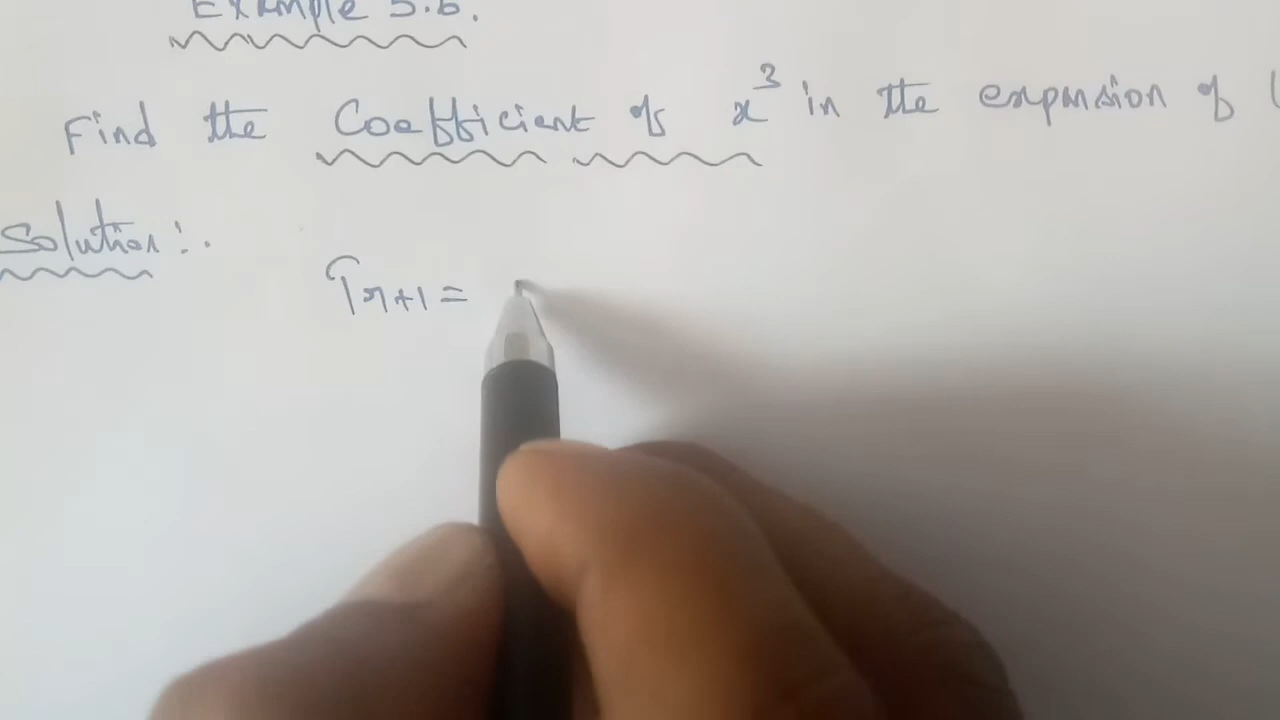 Example 5.6.
Find the Coefficient of x³ in the expansion of (
Solution:.
Tr+1 =